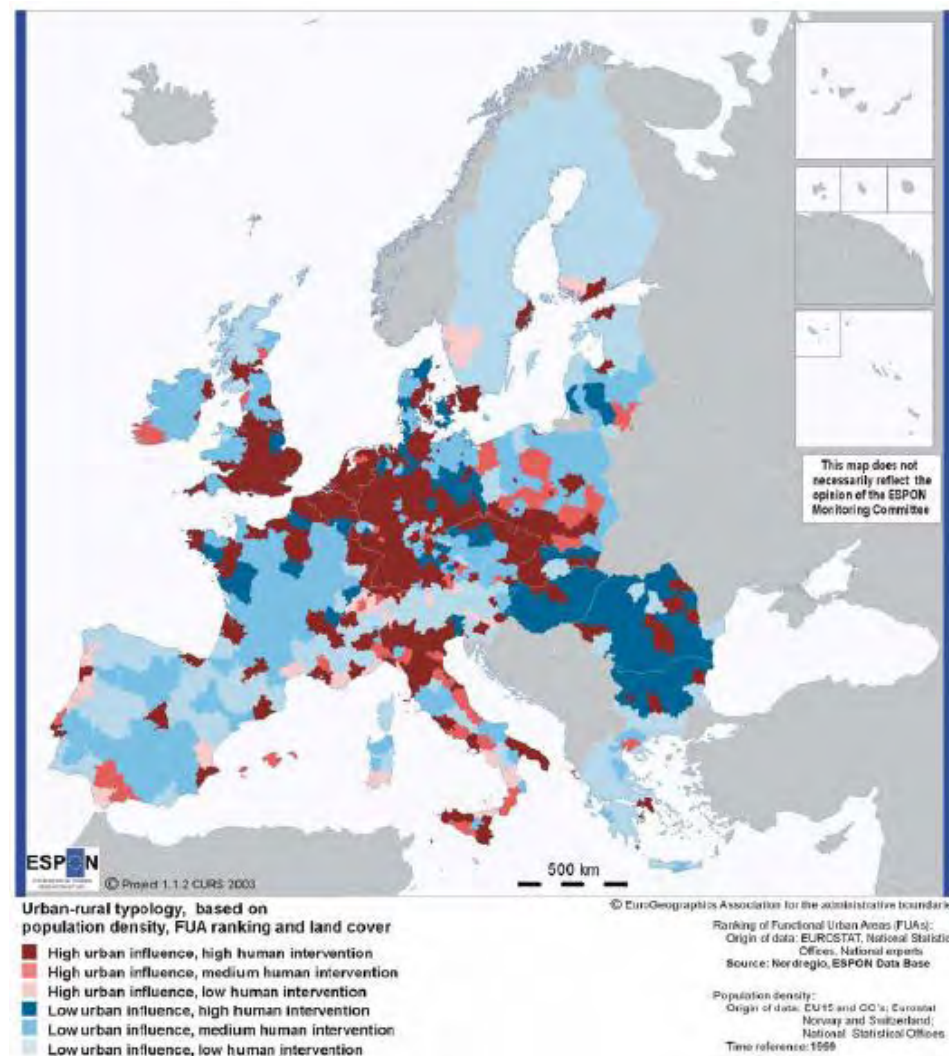 This map does not
necessarily reflect the
opinion of the ESPON
Monitoring Committee
500 km
ESPON
© Project 1.1.2 CURS 2003
© EuroGeographics Association for the administrative boundarie
Urban-rural typology, based on
population density, FUA ranking and land cover
High urban influence, high human intervention
High urban influence, medium human intervention
High urban influence, low human intervention
Low urban influence, high human intervention
Low urban influence, medium human intervention
Low urban influence, low human intervention
Ranking of Functional Urban Areas (FUAs):
Origin of data: EUROSTAT, National Statistic
Offices, National experts
Source: Nordregio, ESPON Data Base
Population density:
Origin of data: EU15 and CC's; Eurostat
Norway and Switzerland;
National Statistical Offices
Time reference: 1999